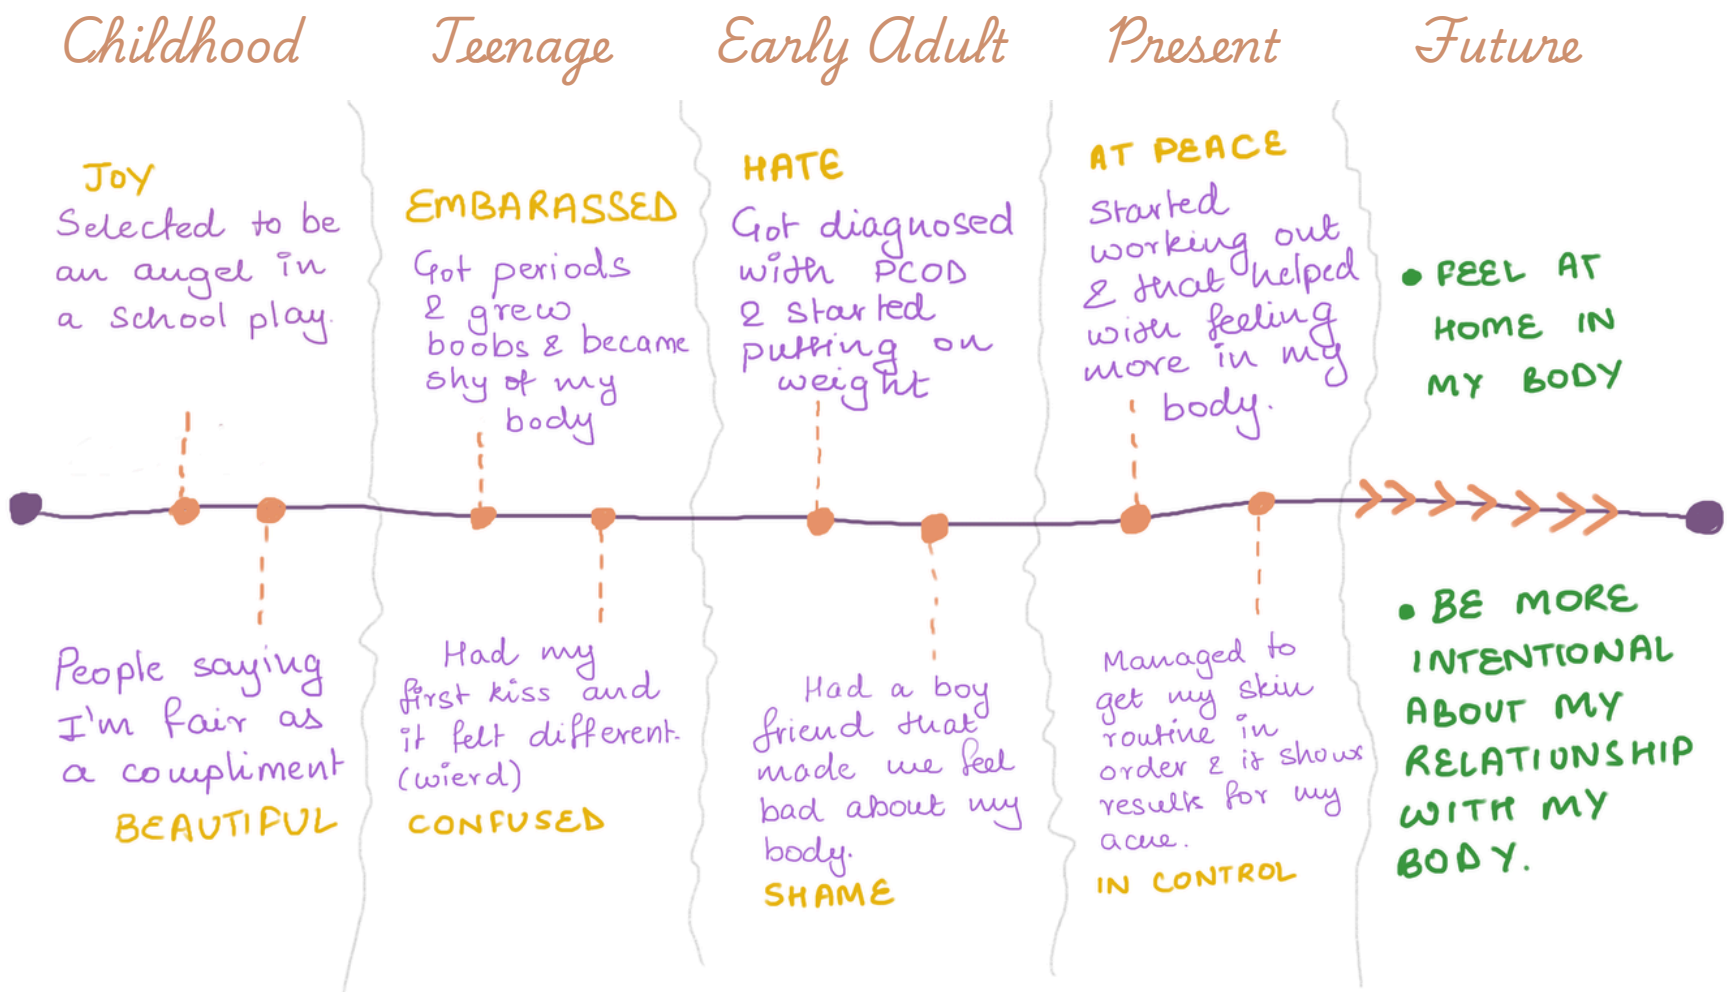 Childhood
Teenage
Early Adult
Present
Future
JOY
Selected to be
an angel in
a school play.
People saying
I'm fair as
a compliment
BEAUTIFUL
EMBARASSED
Got periods
& grew
boobs & became
shy of my
body
Had my
first kiss and
it felt different.
(wierd)
CONFUSED
HATE
Got diagnosed
with PCOD
& started
putting on
weight
Had a boy
friend that
made me feel
bad about my
body.
SHAME
AT PEACE
Started
working out
& that helped
with feeling
more in my
body.
Managed to
get my skin
routine in
order & it shows
results for my
acne.
IN CONTROL
• FEEL AT
HOME IN
MY BODY
• BE MORE
INTENTIONAL
ABOUT MY
RELATIONSHIP
WITH MY
BODY.